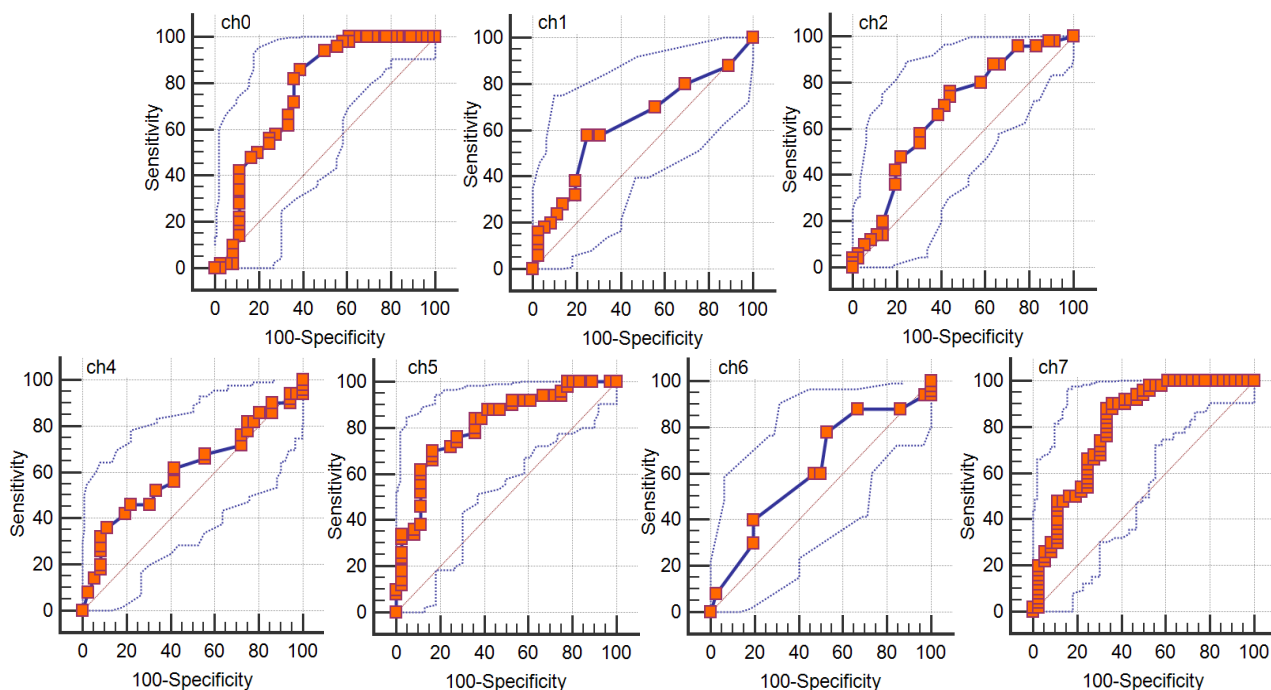 ch0 ch1 ch2
100 100 100
80 80 80
60 60 60
40 40 40
20 20 20
0 0 0
Sensitivity Sensitivity Sensitivity
0 20 40 60 80 100 0 20 40 60 80 100 0 20 40 60 80 100
100-Specificity 100-Specificity 100-Specificity
ch4 ch5 ch6 ch7
100 100 100 100
80 80 80 80
60 60 60 60
40 40 40 40
20 20 20 20
0 0 0 0
Sensitivity Sensitivity Sensitivity Sensitivity
0 20 40 60 80 100 0 20 40 60 80 100 0 20 40 60 80 100 0 20 40 60 80 100
100-Specificity 100-Specificity 100-Specificity 100-Specificity